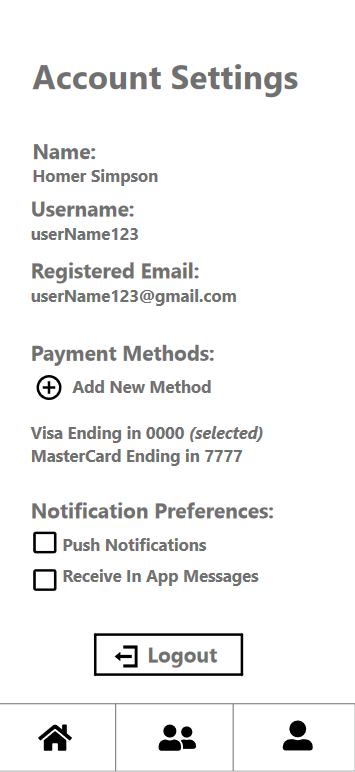 Account Settings
Name:
Homer Simpson
Username:
userName123
Registered Email:
userName123@gmail.com
Payment Methods:
Add New Method
Visa Ending in 0000 (selected)
MasterCard Ending in 7777
Notification Preferences:
Push Notifications
Receive In App Messages
Logout